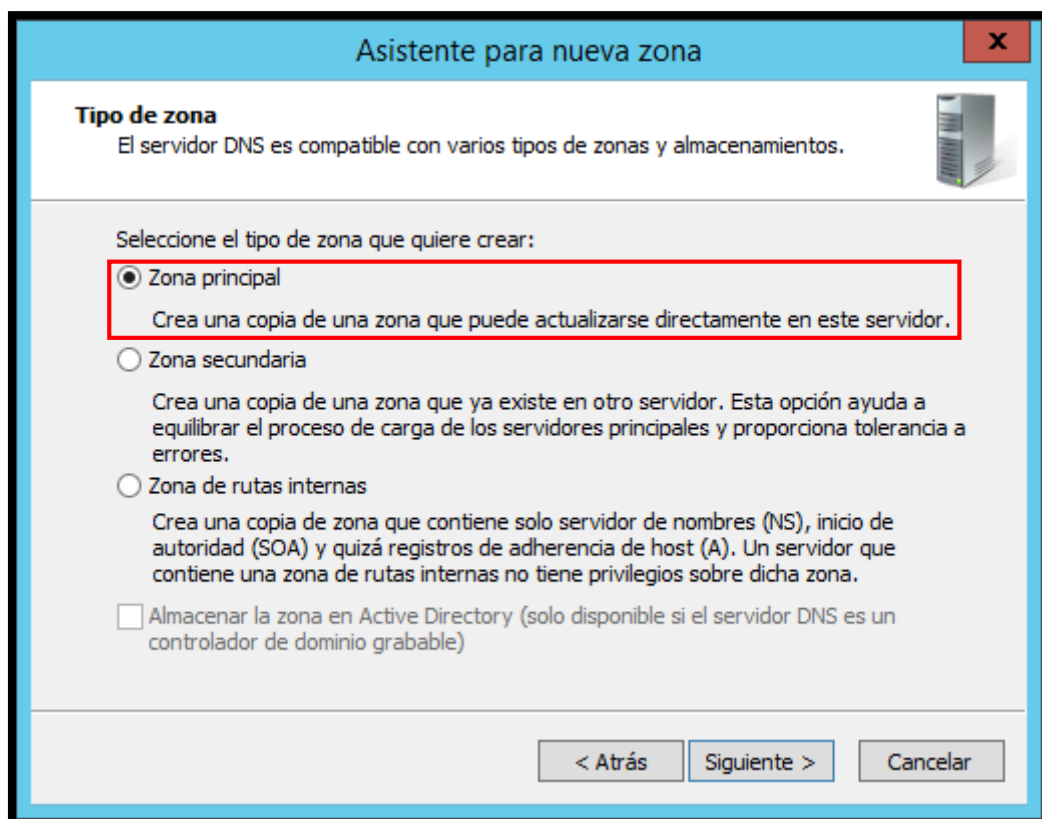 Asistente para nueva zona
x
Tipo de zona
El servidor DNS es compatible con varios tipos de zonas y almacenamientos.
Seleccione el tipo de zona que quiere crear:
Zona principal
Crea una copia de una zona que puede actualizarse directamente en este servidor.
Zona secundaria
Crea una copia de una zona que ya existe en otro servidor. Esta opción ayuda a
equilibrar el proceso de carga de los servidores principales y proporciona tolerancia a
errores.
Zona de rutas internas
Crea una copia de zona que contiene solo servidor de nombres (NS), inicio de
autoridad (SOA) y quizá registros de adherencia de host (A). Un servidor que
contiene una zona de rutas internas no tiene privilegios sobre dicha zona.
Almacenar la zona en Active Directory (solo disponible si el servidor DNS es un
controlador de dominio grabable)
< Atrás Siguiente > Cancelar